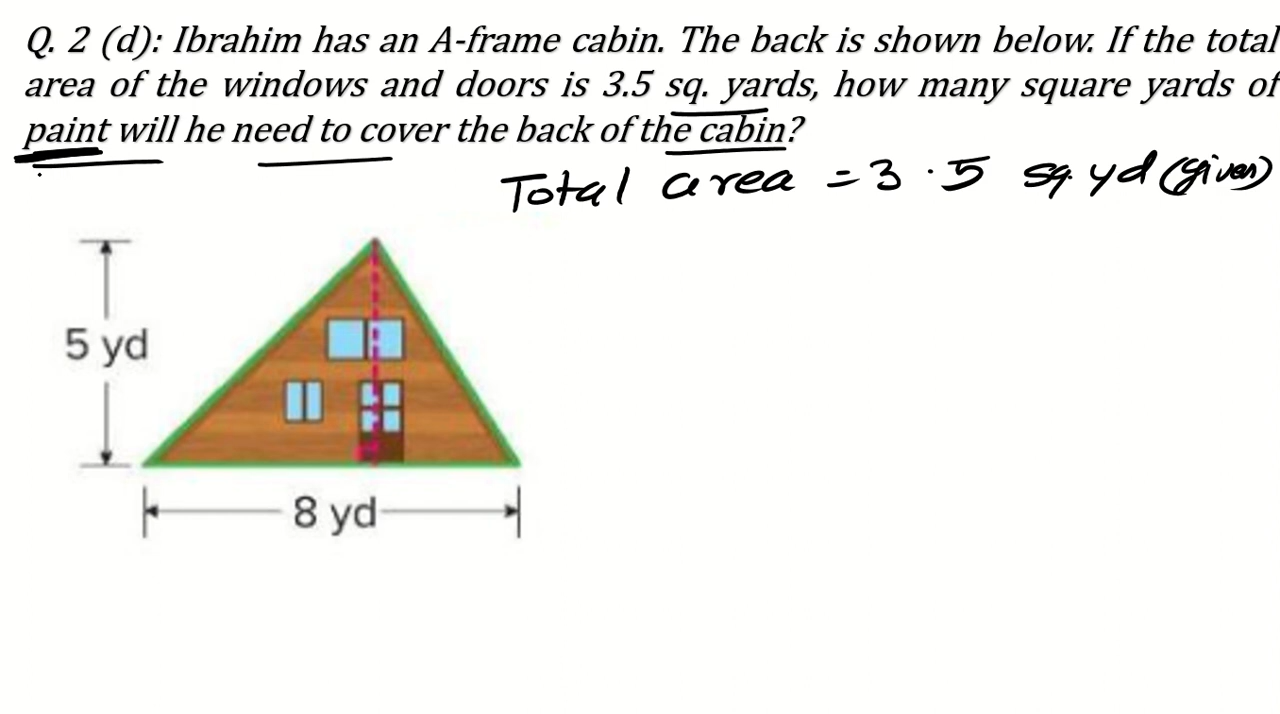 Q. 2 (d): Ibrahim has an A-frame cabin. The back is shown below. If the total
area of the windows and doors is 3.5 sq. yards, how many square yards of
paint will he need to cover the back of the cabin?
Total area = 3.5 sq. yd (given)
5 yd
8 yd